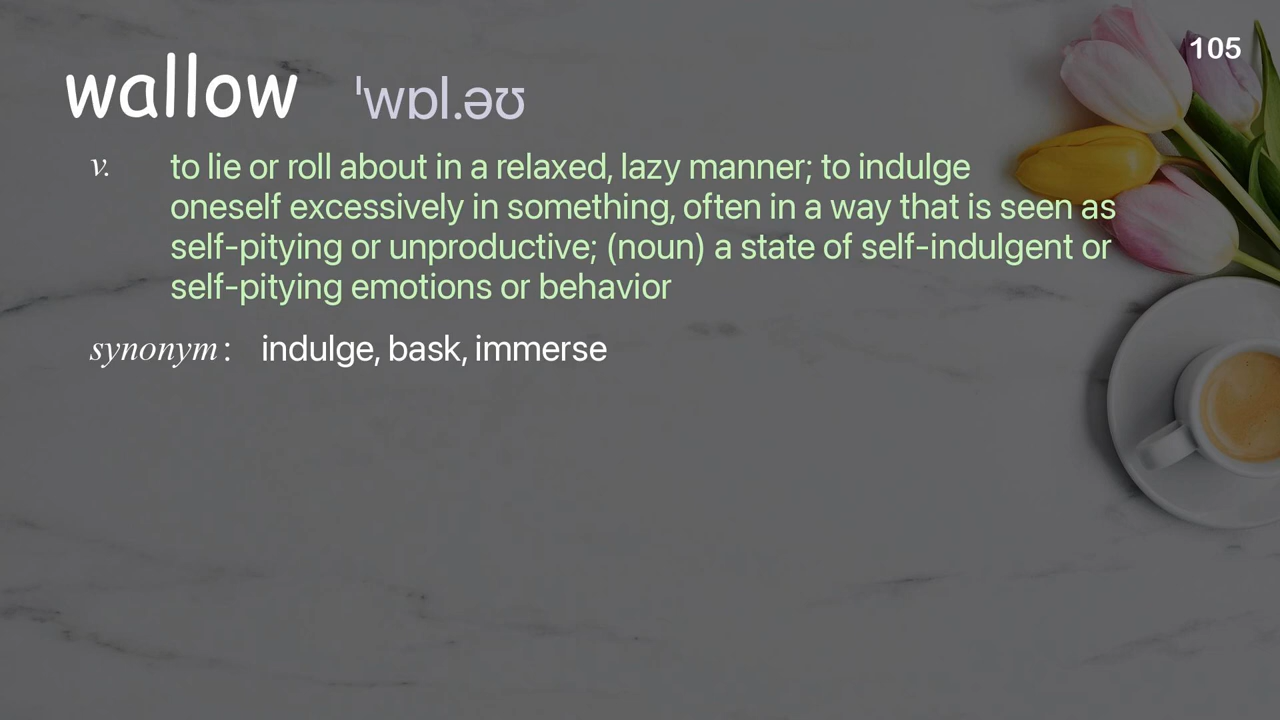 105
wallow ˈwɒl.əʊ
v. to lie or roll about in a relaxed, lazy manner; to indulge
oneself excessively in something, often in a way that is seen as
self-pitying or unproductive; (noun) a state of self-indulgent or
self-pitying emotions or behavior
synonym: indulge, bask, immerse